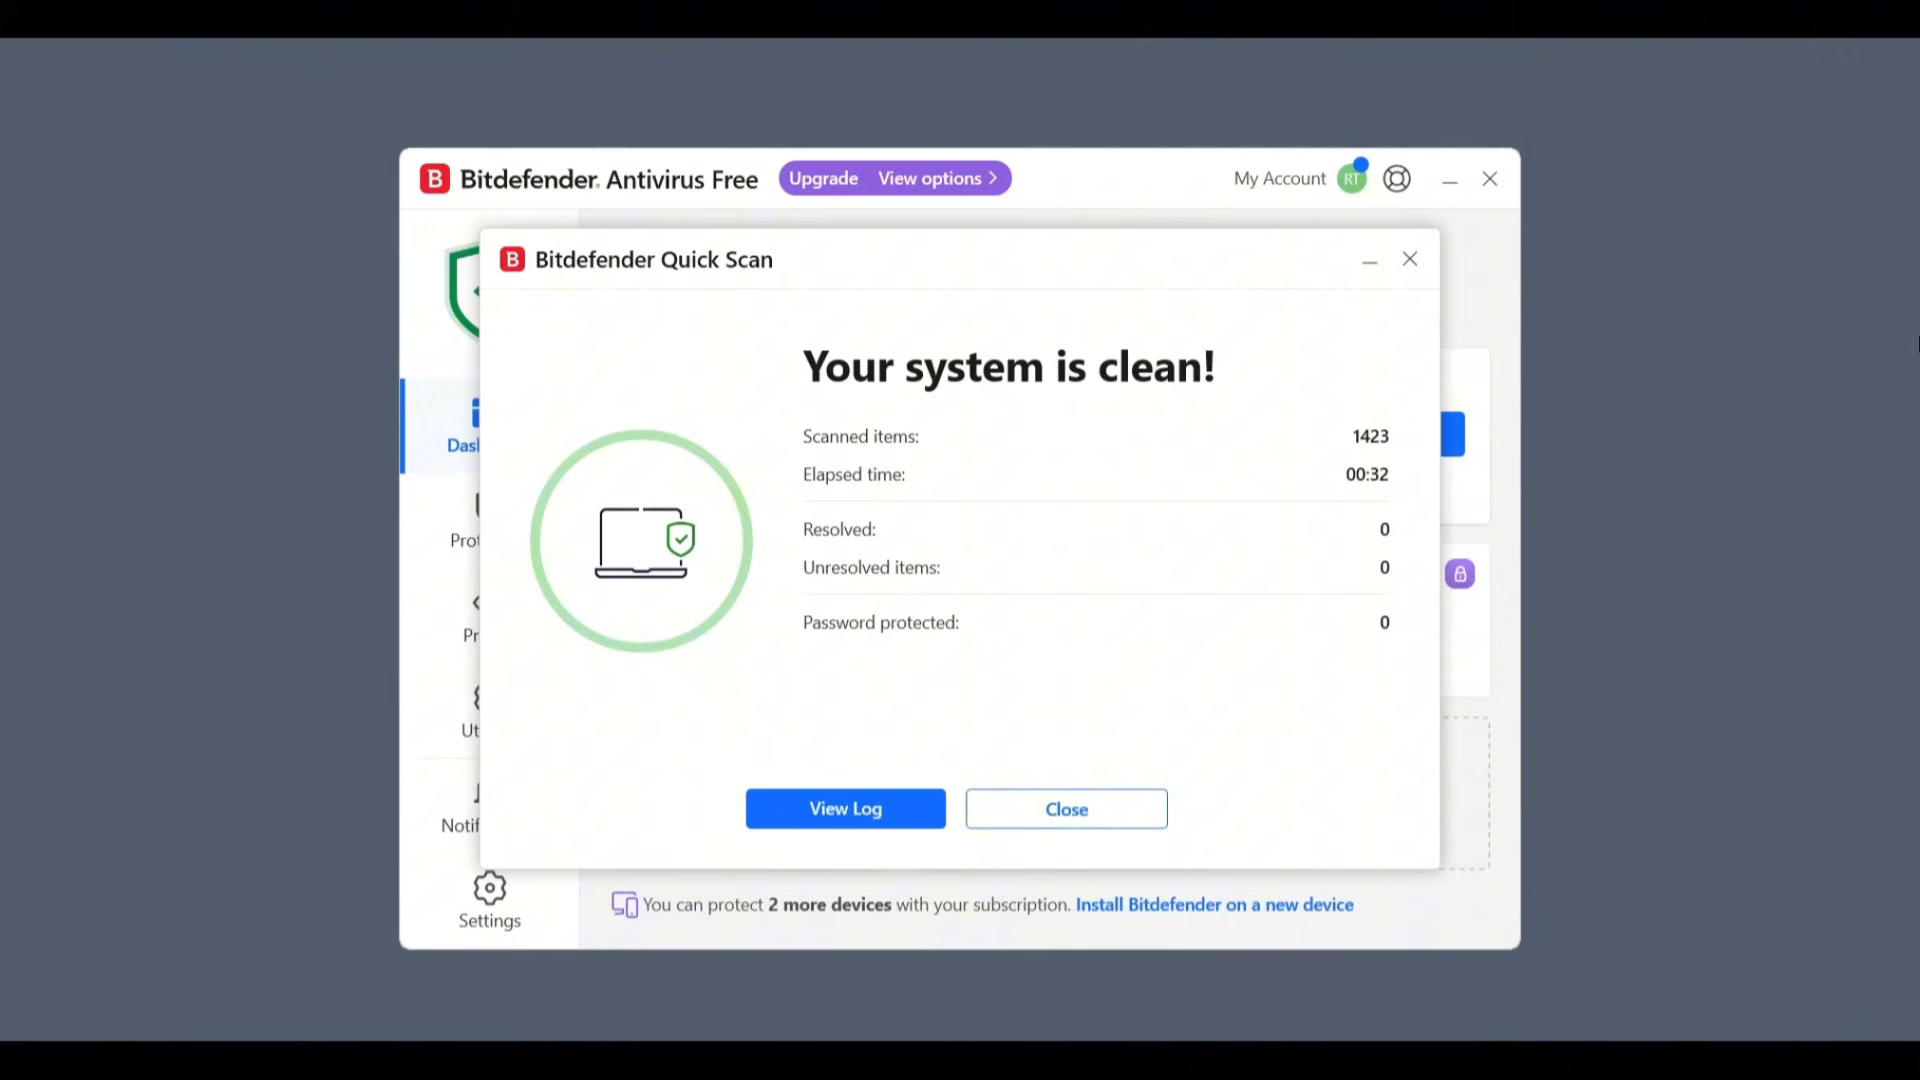 B Bitdefender. Antivirus Free
Upgrade View options
My Account RT
B Bitdefender Quick Scan
Your system is clean!
Scanned items: 1423
Elapsed time: 00:32
Resolved: 0
Unresolved items: 0
Password protected: 0
View Log
Close
Settings
You can protect 2 more devices with your subscription. Install Bitdefender on a new device